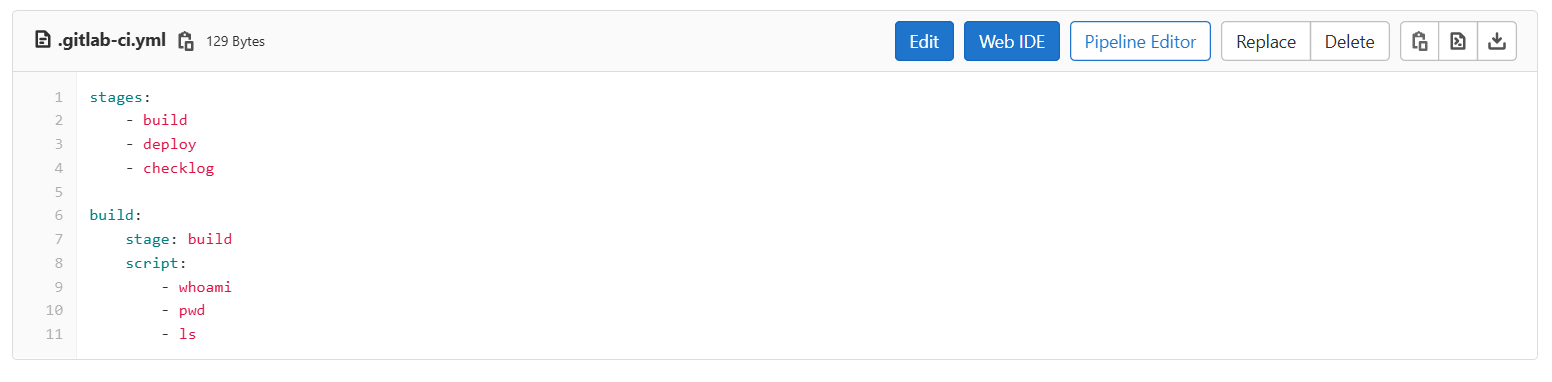 .gitlab-ci.yml 129 Bytes Edit Web IDE Pipeline Editor Replace Delete
1 stages:
2     - build
3     - deploy
4     - checklog
5
6 build:
7     stage: build
8     script:
9         - whoami
10         - pwd
11         - ls